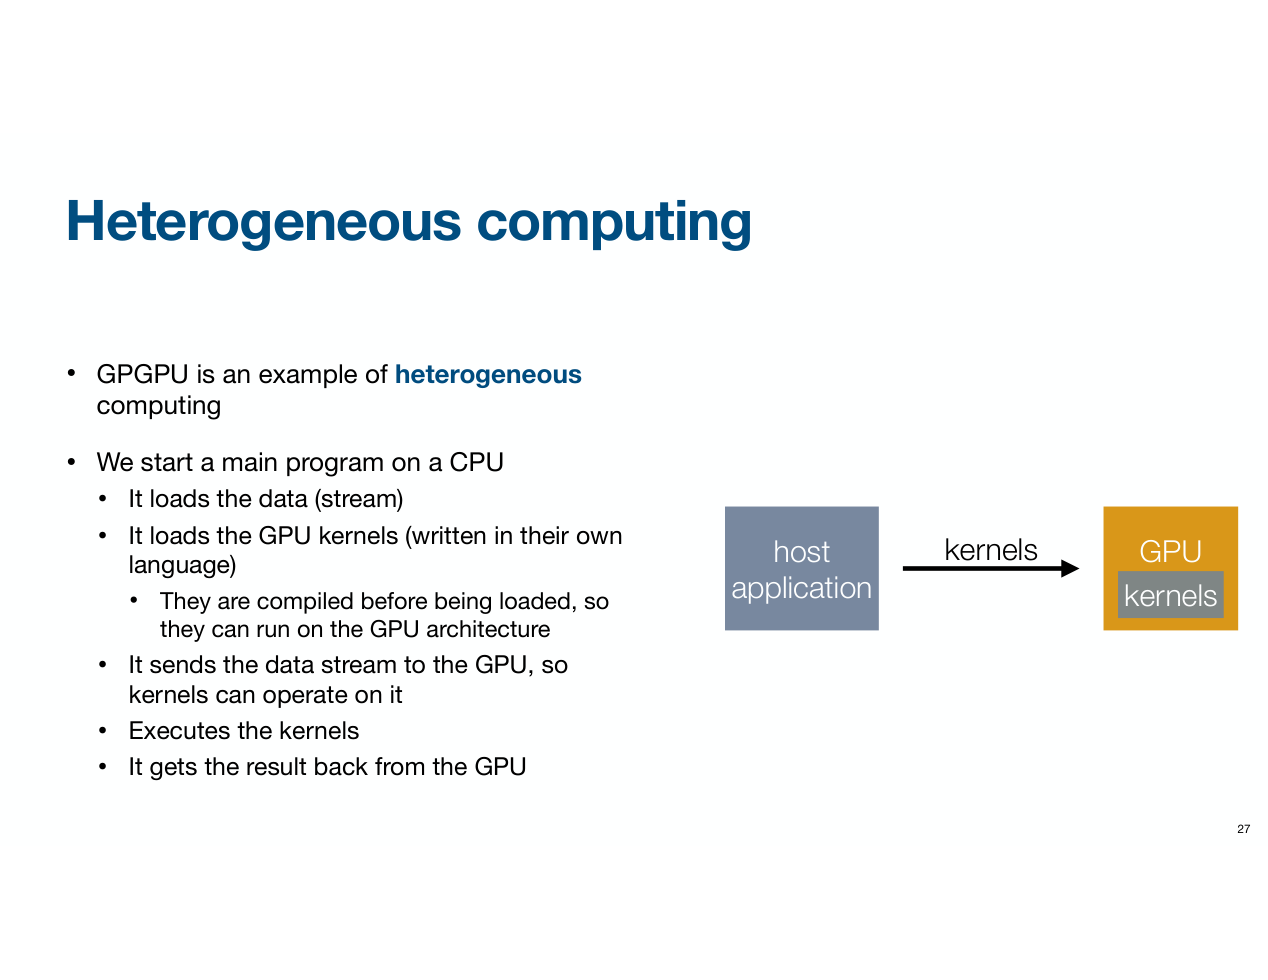 Heterogeneous computing
• GPGPU is an example of heterogeneous
computing
• We start a main program on a CPU
• It loads the data (stream)
• It loads the GPU kernels (written in their own
language)
• They are compiled before being loaded, so
they can run on the GPU architecture
• It sends the data stream to the GPU, so
kernels can operate on it
• Executes the kernels
• It gets the result back from the GPU
host
application
kernels
GPU
kernels
27